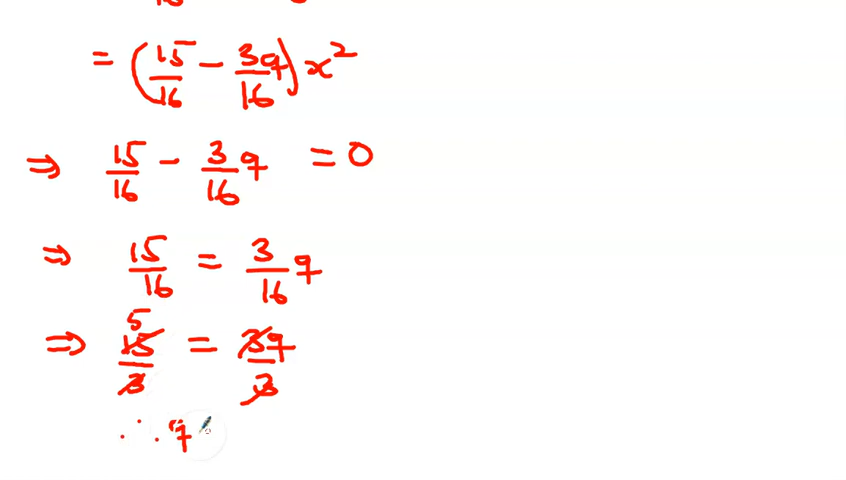 = (15/16 - 3q/16) x²
⇒ 15/16 - 3/16 q = 0
⇒ 15/16 = 3/16 q
⇒ 5 15/3 = 3q/3
∴ q